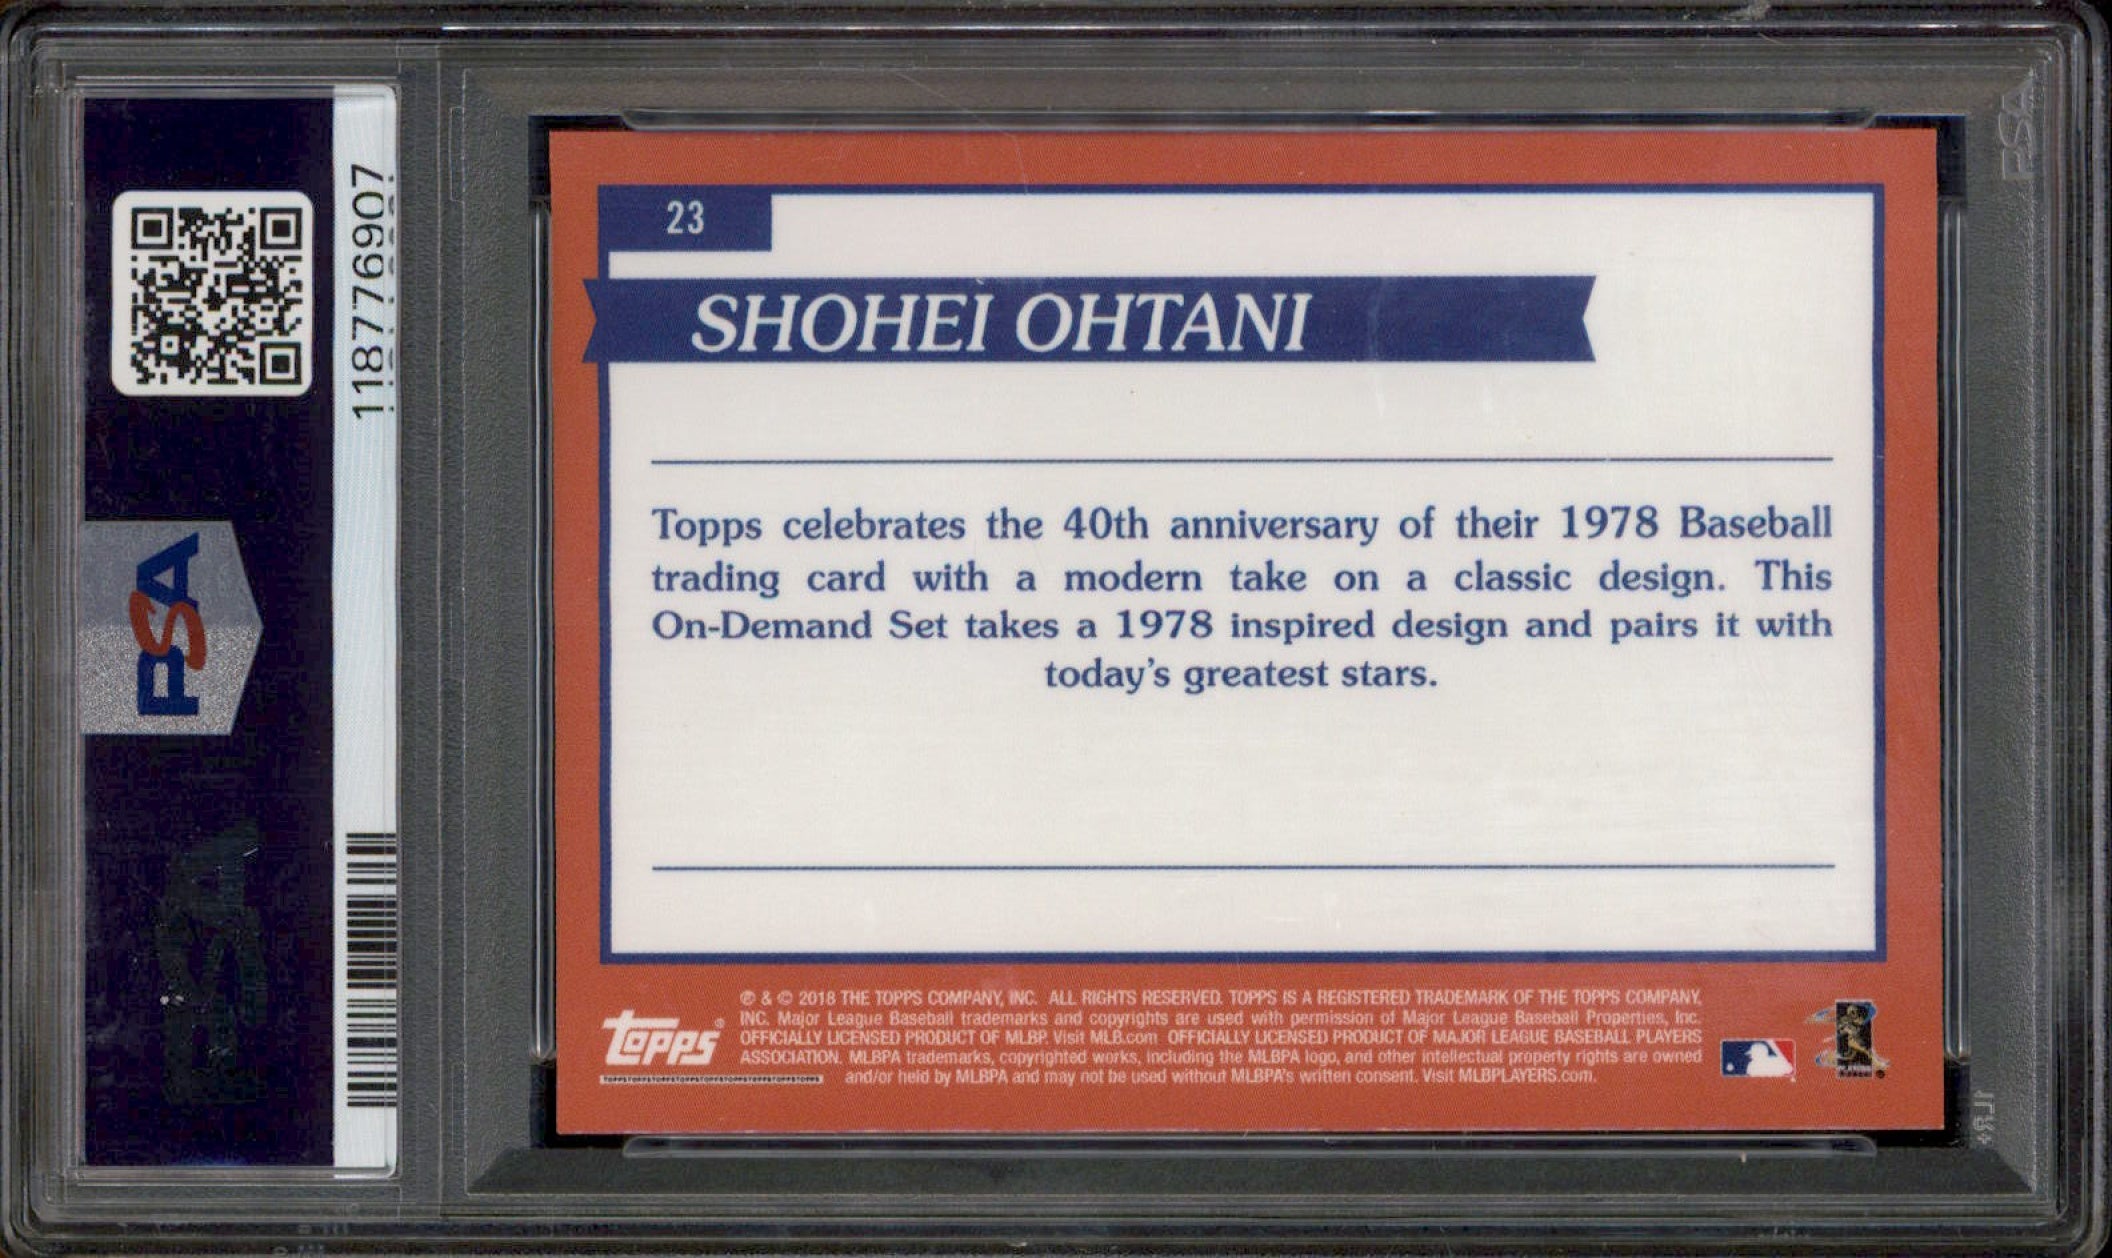 23
SHOHEI OHTANI
Topps celebrates the 40th anniversary of their 1978 Baseball
trading card with a modern take on a classic design. This
On-Demand Set takes a 1978 inspired design and pairs it with
today's greatest stars.
topps®
® & © 2018 THE TOPPS COMPANY, INC. ALL RIGHTS RESERVED. TOPPS IS A REGISTERED TRADEMARK OF THE TOPPS COMPANY,
INC. Major League Baseball trademarks and copyrights are used with permission of Major League Baseball Properties, Inc.
OFFICIALLY LICENSED PRODUCT OF MLBP. Visit MLB.com OFFICIALLY LICENSED PRODUCT OF MAJOR LEAGUE BASEBALL PLAYERS
ASSOCIATION. MLBPA trademarks, copyrighted works, including the MLBPA logo, and other intellectual property rights are owned
and/or held by MLBPA and may not be used without MLBPA's written consent. Visit MLBPLAYERS.com.
118776907
PSA
PSA
PSA